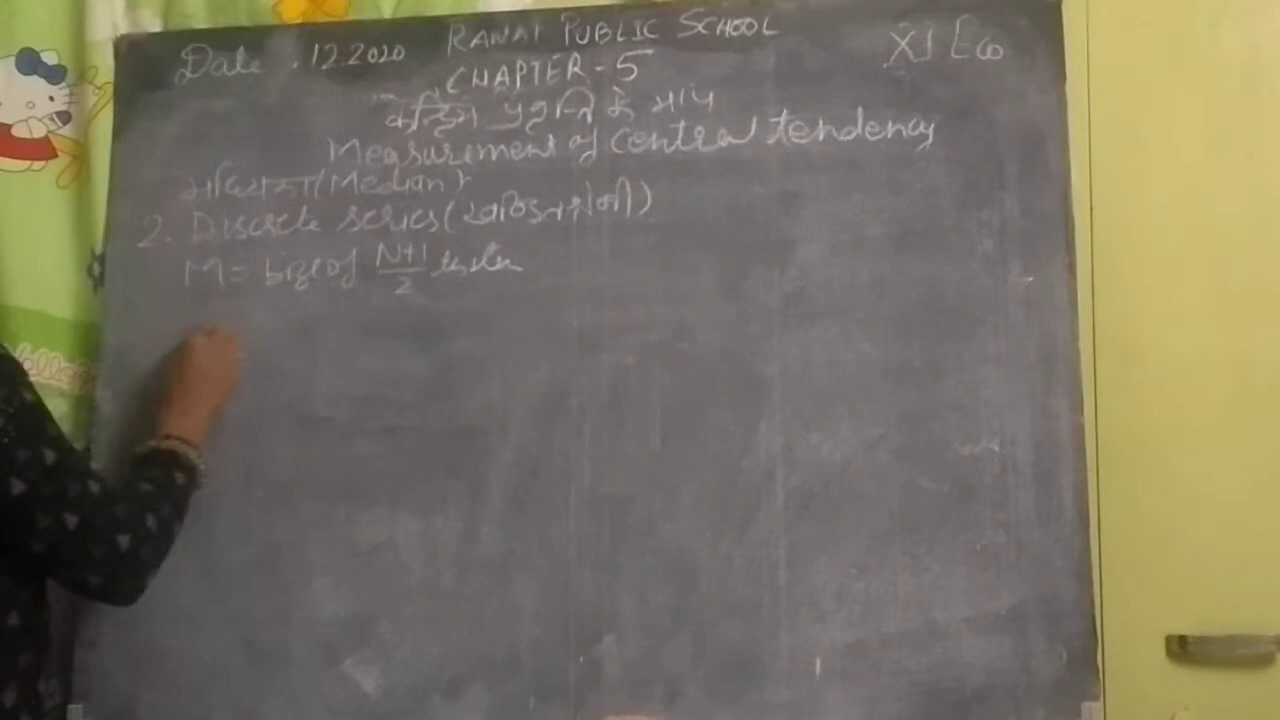 Date .12.2020 RANAI PUBLIC SCHOOL XI Eco
CHAPTER-5
केन्द्रिय प्रवृत्ति के माप
Measurement of central tendency
माध्यिका (Median)
2. Discrete series (खण्डित श्रेणी)
M = Size of N+1/2 th item